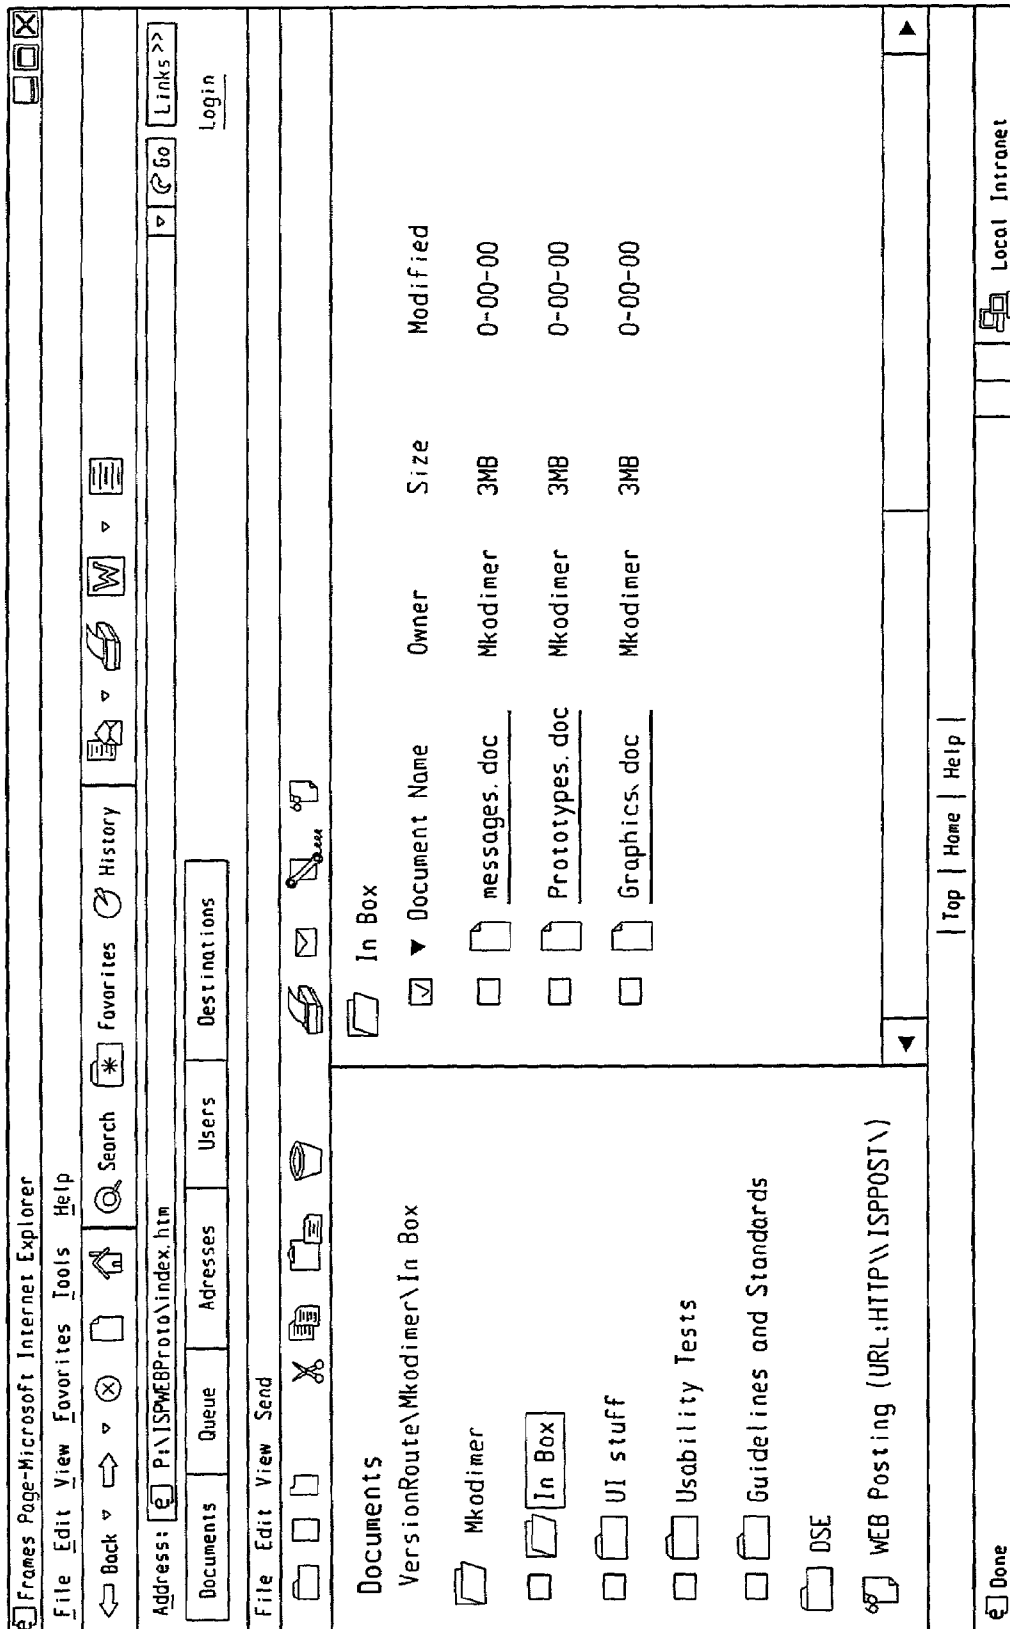 Frames Page-Microsoft Internet Explorer
File Edit View Favorites Tools Help
Back Search Favorites History W
Address: P:\ISPWEBProto\index.htm Go Links >>
Documents Queue Adresses Users Destinations Login
File Edit View Send
Documents
VersionRoute\Mkodimer\In Box
Mkodimer
In Box
UI stuff
Usability Tests
Guidelines and Standards
DSE
WEB Posting (URL:HTTP\\ISPPOST\)
In Box
Document Name Owner Size Modified
messages.doc Mkodimer 3MB 0-00-00
Prototypes.doc Mkodimer 3MB 0-00-00
Graphics.doc Mkodimer 3MB 0-00-00
| Top | Home | Help |
Done Local Intranet